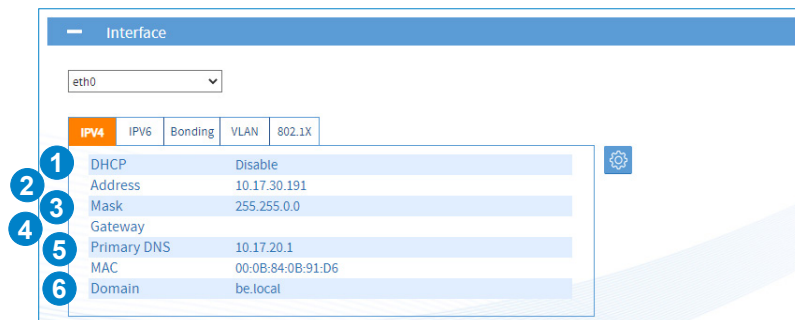 Interface
eth0
IPV4 IPV6 Bonding VLAN 802.1X
1 DHCP Disable
2 Address 10.17.30.191
3 Mask 255.255.0.0
4 Gateway
5 Primary DNS 10.17.20.1
MAC 00:0B:84:0B:91:D6
6 Domain be.local